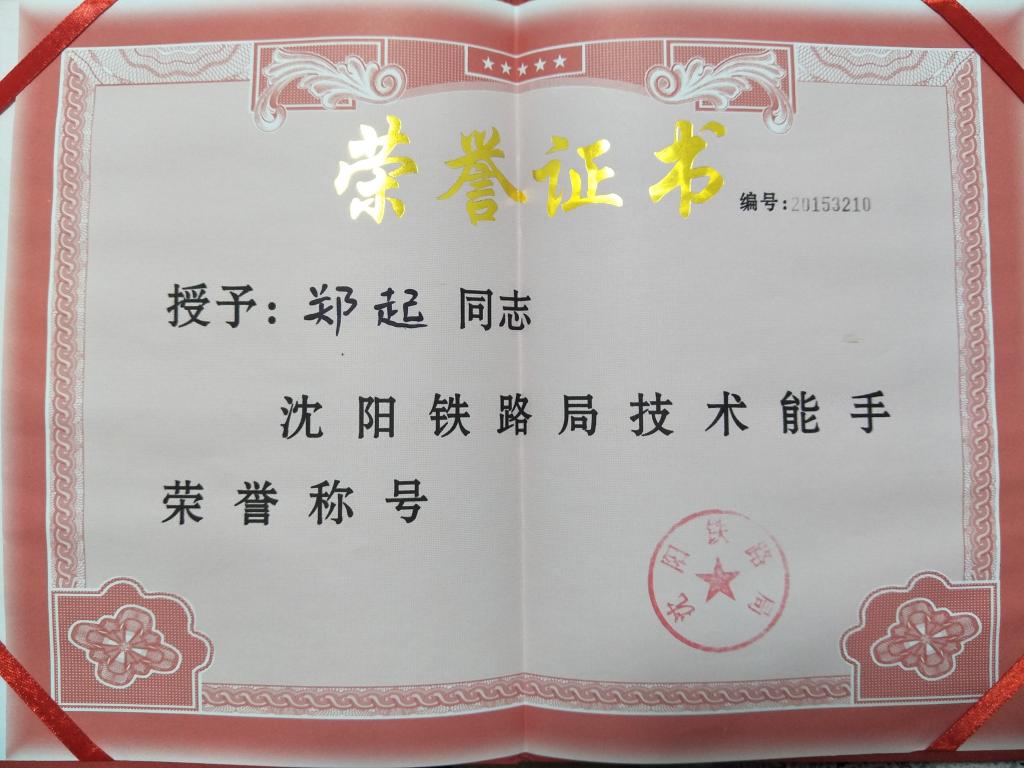 荣誉证书
编号:20153210
授予: 郑起 同志
沈阳铁路局技术能手
荣誉称号
沈阳铁路局